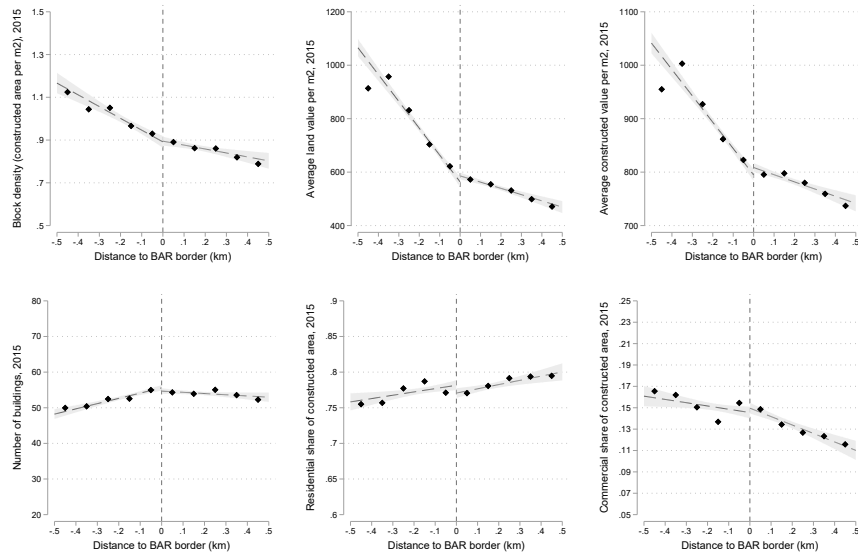 Block density (constructed area per m2), 2015
1.5
1.3
1.1
.9
.7
.5
-.5 -.4 -.3 -.2 -.1 0 .1 .2 .3 .4 .5
Distance to BAR border (km)
Average land value per m2, 2015
1200
1000
800
600
400
-.5 -.4 -.3 -.2 -.1 0 .1 .2 .3 .4 .5
Distance to BAR border (km)
Average constructed value per m2, 2015
1100
1000
900
800
700
-.5 -.4 -.3 -.2 -.1 0 .1 .2 .3 .4 .5
Distance to BAR border (km)
Number of buildings, 2015
80
70
60
50
40
30
20
-.5 -.4 -.3 -.2 -.1 0 .1 .2 .3 .4 .5
Distance to BAR border (km)
Residential share of constructed area, 2015
.9
.85
.8
.75
.7
.65
.6
-.5 -.4 -.3 -.2 -.1 0 .1 .2 .3 .4 .5
Distance to BAR border (km)
Commercial share of constructed area, 2015
.25
.23
.21
.19
.17
.15
.13
.11
.09
.07
.05
-.5 -.4 -.3 -.2 -.1 0 .1 .2 .3 .4 .5
Distance to BAR border (km)